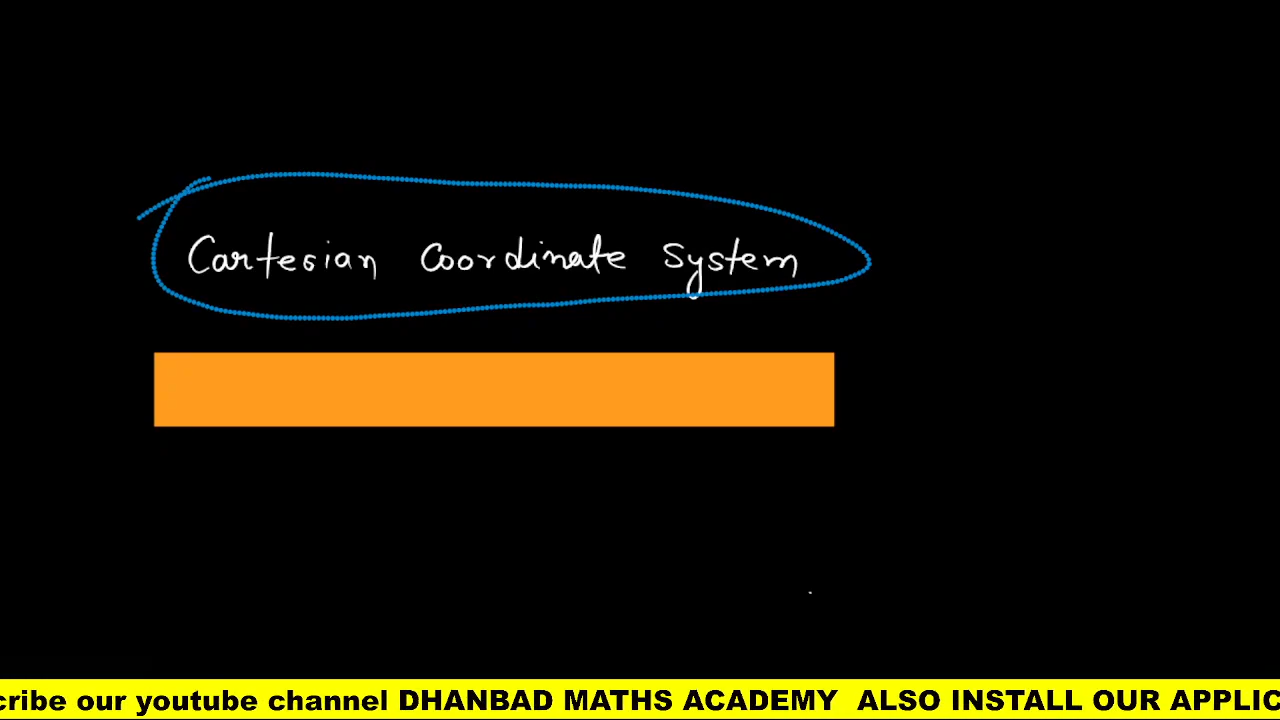 Cartesian Coordinate System
cribe our youtube channel DHANBAD MATHS ACADEMY ALSO INSTALL OUR APPLIC